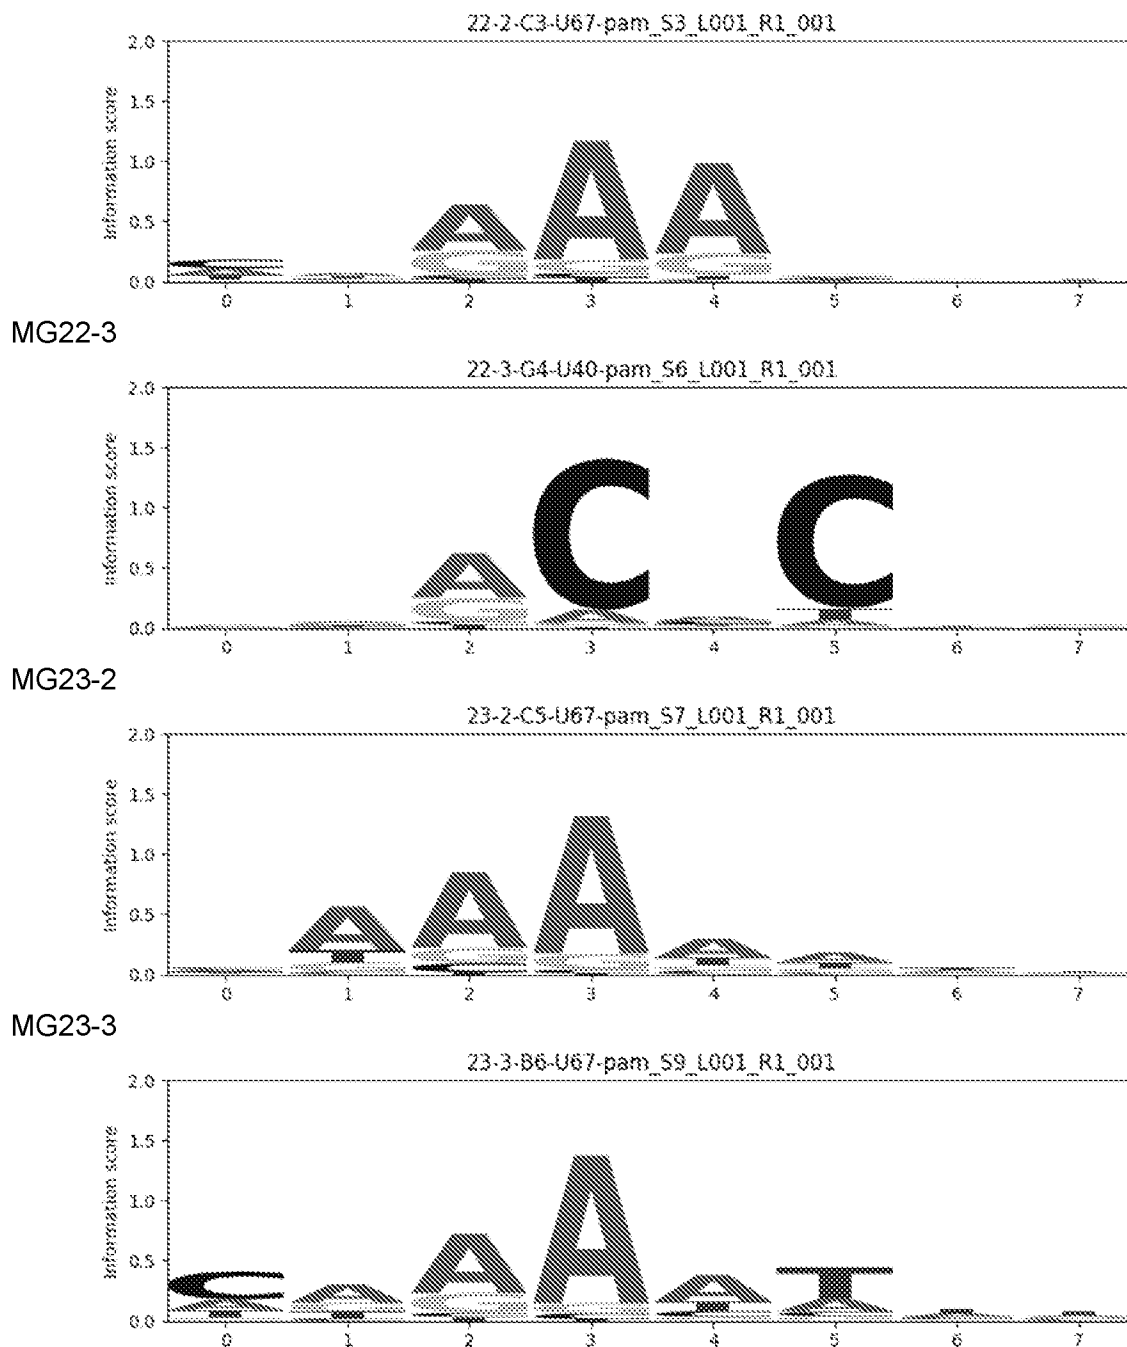 22-2-C3-U67-pam_S3_L001_R1_001
Information score
2.0
1.5
1.0
0.5
0.0
0 1 2 3 4 5 6 7
MG22-3
22-3-G4-U40-pam_S6_L001_R1_001
Information score
2.0
1.5
1.0
0.5
0.0
0 1 2 3 4 5 6 7
MG23-2
23-2-C5-U67-pam_S7_L001_R1_001
Information score
2.0
1.5
1.0
0.5
0.0
0 1 2 3 4 5 6 7
MG23-3
23-3-B6-U67-pam_S9_L001_R1_001
Information score
2.0
1.5
1.0
0.5
0.0
0 1 2 3 4 5 6 7